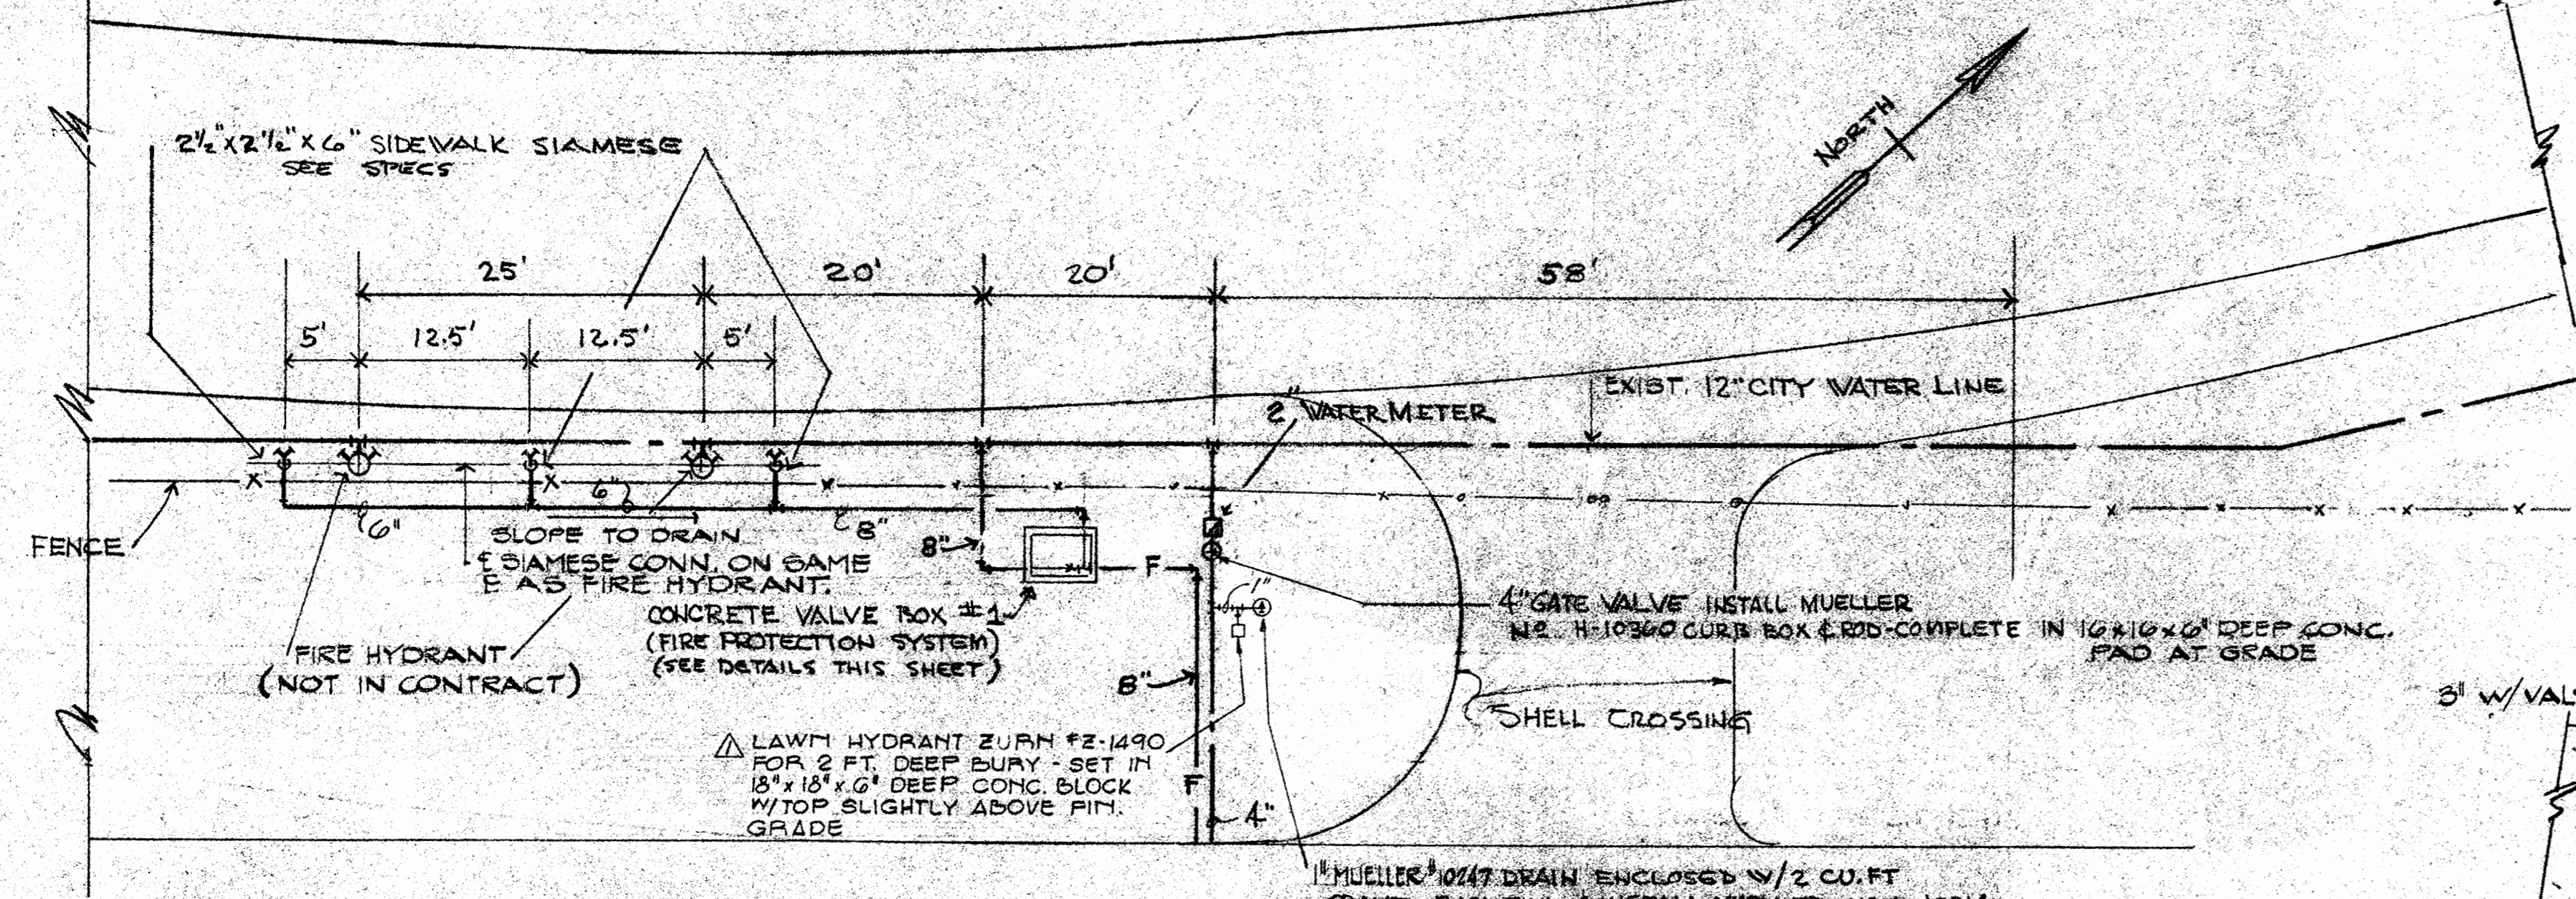 NORTH
2½"x2½"x6" SIDEWALK SIAMESE
SEE SPECS
25'
20'
20'
58'
5'
12.5'
12.5'
5'
EXIST. 12" CITY WATER LINE
2" WATER METER
X
X
6"
6"
8"
SLOPE TO DRAIN
℄ SIAMESE CONN. ON SAME
℄ AS FIRE HYDRANT.
FENCE
8"
F
1"
CONCRETE VALVE BOX #1
(FIRE PROTECTION SYSTEM)
(SEE DETAILS THIS SHEET)
4" GATE VALVE INSTALL MUELLER
No. H-10360 CURB BOX & ROD-COMPLETE IN 16x16x6" DEEP CONC.
PAD AT GRADE
FIRE HYDRANT
(NOT IN CONTRACT)
8"
SHELL CROSSING
3" W/VAL
1
LAWN HYDRANT ZURN #Z-1490
FOR 2 FT. DEEP BURY - SET IN
18" x 18" x 6" DEEP CONC. BLOCK
W/TOP SLIGHTLY ABOVE FIN.
GRADE
F
4"
1" MUELLER #10247 DRAIN ENCLOSED W/2 CU.FT